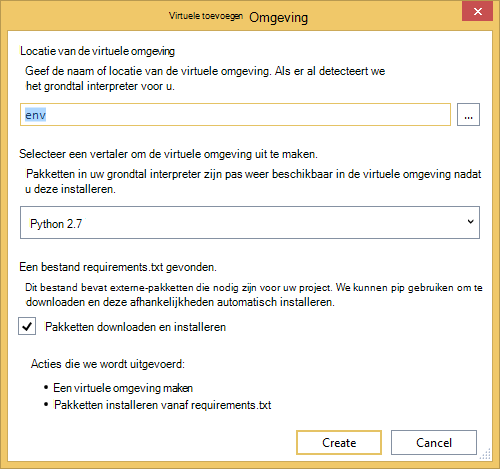 Virtuele toevoegen Omgeving
Locatie van de virtuele omgeving
Geef de naam of locatie van de virtuele omgeving. Als er al detecteert we
het grondtal interpreter voor u.
env
...
Selecteer een vertaler om de virtuele omgeving uit te maken.
Pakketten in uw grondtal interpreter zijn pas weer beschikbaar in de virtuele omgeving nadat
u deze installeren.
Python 2.7
Een bestand requirements.txt gevonden.
Dit bestand bevat externe-pakketten die nodig zijn voor uw project. We kunnen pip gebruiken om te
downloaden en deze afhankelijkheden automatisch installeren.
Pakketten downloaden en installeren
Acties die we wordt uitgevoerd:
• Een virtuele omgeving maken
• Pakketten installeren vanaf requirements.txt
Create Cancel